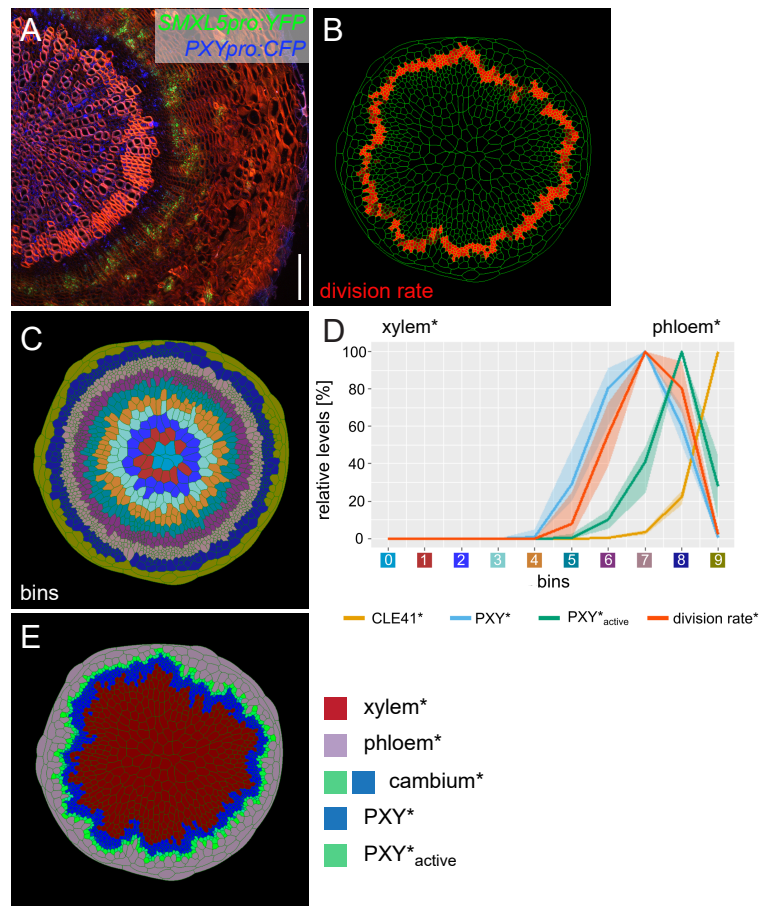 A
SMXL5pro:YFP
PXYpro:CFP
B
division rate
C
bins
D
xylem*
phloem*
relative levels [%]
100
80
60
40
20
0
0 1 2 3 4 5 6 7 8 9
bins
CLE41* PXY* PXY*active division rate*
E
xylem*
phloem*
cambium*
PXY*
PXY*active